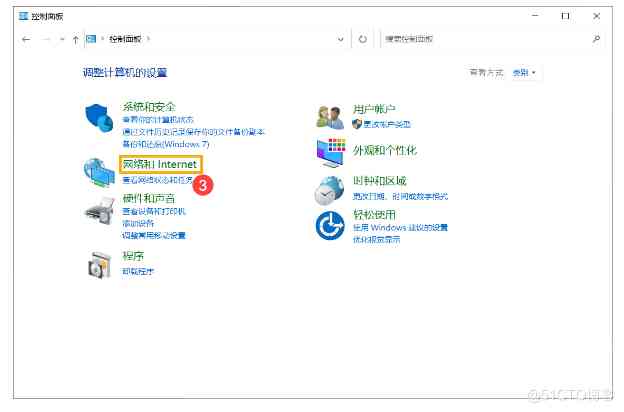 控制面板
控制面板
搜索控制面板
调整计算机的设置
查看方式: 类别
系统和安全
查看你的计算机状态
通过文件历史记录保存你的文件备份副本
备份和还原(Windows 7)
网络和 Internet
查看网络状态和任务
3
硬件和声音
查看设备和打印机
添加设备
调整常用移动设置
程序
卸载程序
用户帐户
更改帐户类型
外观和个性化
时钟和区域
更改日期、时间或数字格式
轻松使用
使用 Windows 建议的设置
优化视觉显示
@51CTO博客